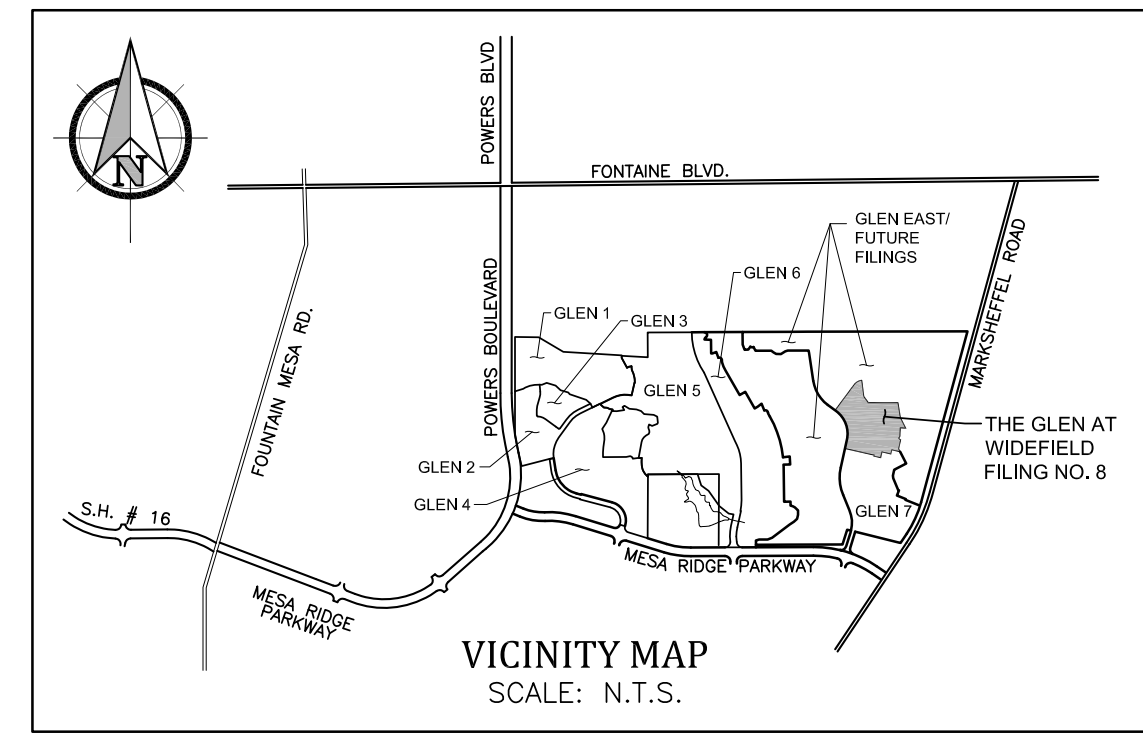 N
POWERS BLVD
FONTAINE BLVD.
GLEN EAST/
FUTURE
FILINGS
MARKSHEFFEL ROAD
GLEN 6
GLEN 1
GLEN 3
POWERS BOULEVARD
FOUNTAIN MESA RD.
GLEN 5
THE GLEN AT
WIDEFIELD
FILING NO. 8
GLEN 2
GLEN 4
GLEN 7
S.H. # 16
MESA RIDGE PARKWAY
MESA RIDGE
PARKWAY
VICINITY MAP
SCALE: N.T.S.